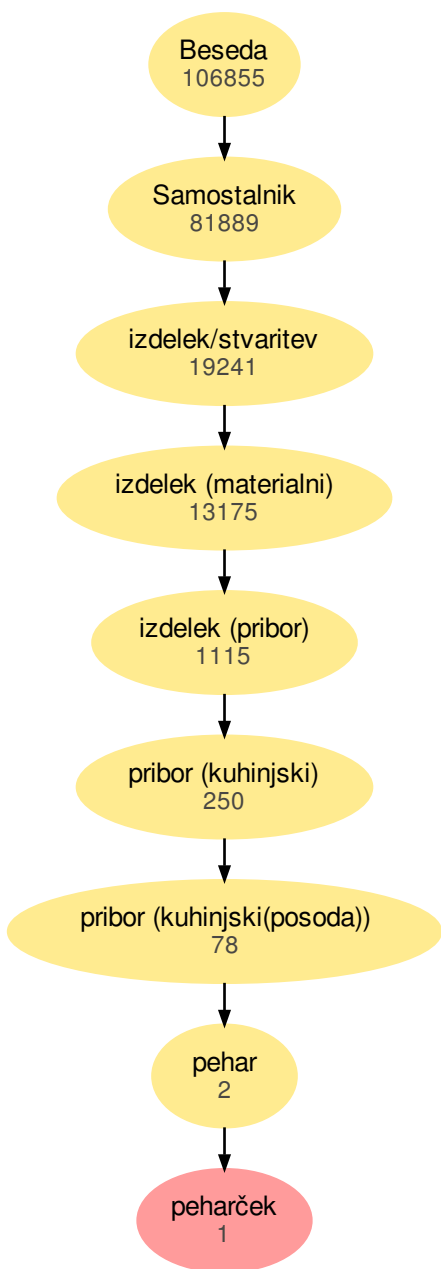 Beseda
106855
Samostalnik
81889
izdelek/stvaritev
19241
izdelek (materialni)
13175
izdelek (pribor)
1115
pribor (kuhinjski)
250
pribor (kuhinjski(posoda))
78
pehar
2
peharček
1